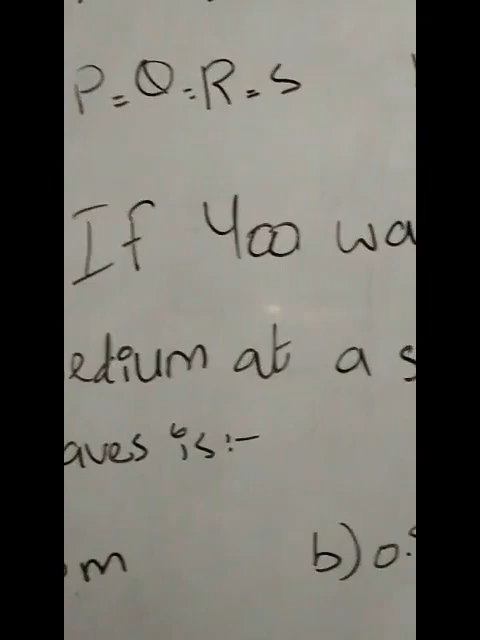 P = Q = R = S
If 400 wa
edium at a s
aves is:-
m b) 0.